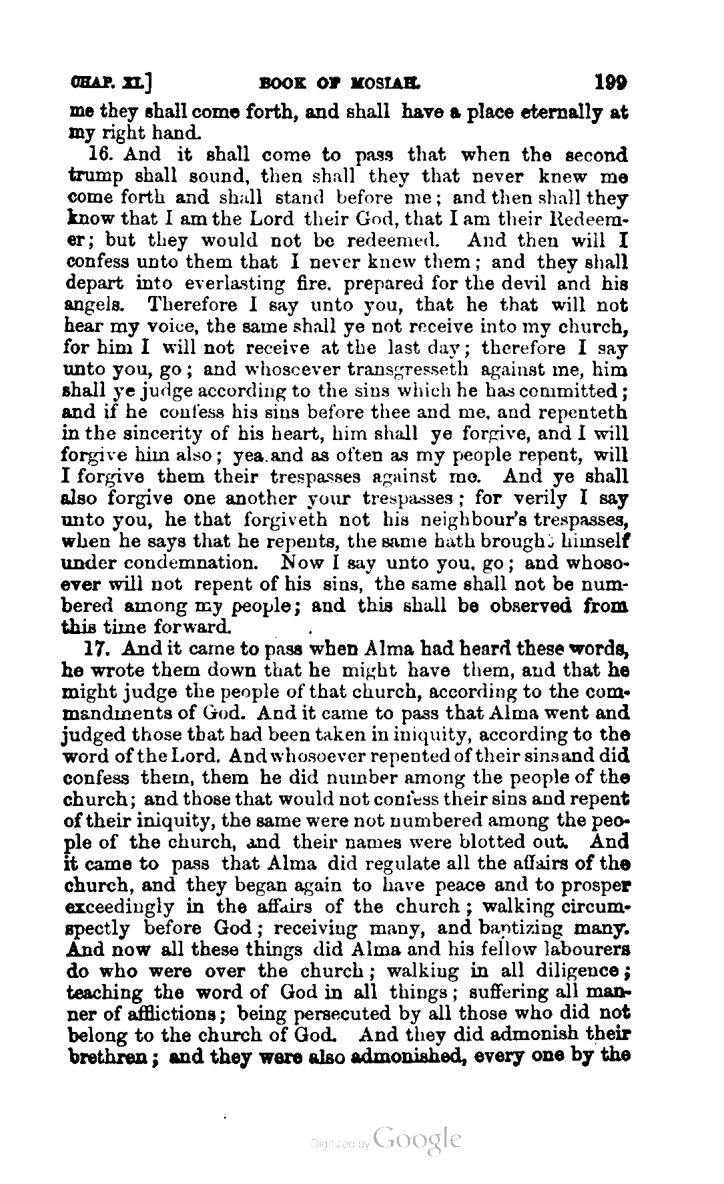 CHAP. XI.] BOOK OF MOSIAH. 199
me they shall come forth, and shall have a place eternally at
my right hand.
16. And it shall come to pass that when the second
trump shall sound, then shall they that never knew me
come forth and shall stand before me; and then shall they
know that I am the Lord their God, that I am their Redeem-
er; but they would not be redeemed. And then will I
confess unto them that I never knew them; and they shall
depart into everlasting fire, prepared for the devil and his
angels. Therefore I say unto you, that he that will not
hear my voice, the same shall ye not receive into my church,
for him I will not receive at the last day; therefore I say
unto you, go; and whosoever transgresseth against me, him
shall ye judge according to the sins which he has committed;
and if he confess his sins before thee and me, and repenteth
in the sincerity of his heart, him shall ye forgive, and I will
forgive him also; yea, and as often as my people repent, will
I forgive them their trespasses against me. And ye shall
also forgive one another your trespasses; for verily I say
unto you, he that forgiveth not his neighbour's trespasses,
when he says that he repents, the same hath brought himself
under condemnation. Now I say unto you, go; and whoso-
ever will not repent of his sins, the same shall not be num-
bered among my people; and this shall be observed from
this time forward.
17. And it came to pass when Alma had heard these words,
he wrote them down that he might have them, and that he
might judge the people of that church, according to the com-
mandments of God. And it came to pass that Alma went and
judged those that had been taken in iniquity, according to the
word of the Lord. And whosoever repented of their sins and did
confess them, them he did number among the people of the
church; and those that would not confess their sins and repent
of their iniquity, the same were not numbered among the peo-
ple of the church, and their names were blotted out. And
it came to pass that Alma did regulate all the affairs of the
church, and they began again to have peace and to prosper
exceedingly in the affairs of the church; walking circum-
spectly before God; receiving many, and baptizing many.
And now all these things did Alma and his fellow labourers
do who were over the church; walking in all diligence;
teaching the word of God in all things; suffering all man-
ner of afflictions; being persecuted by all those who did not
belong to the church of God. And they did admonish their
brethren; and they were also admonished, every one by the
Digitized by Google